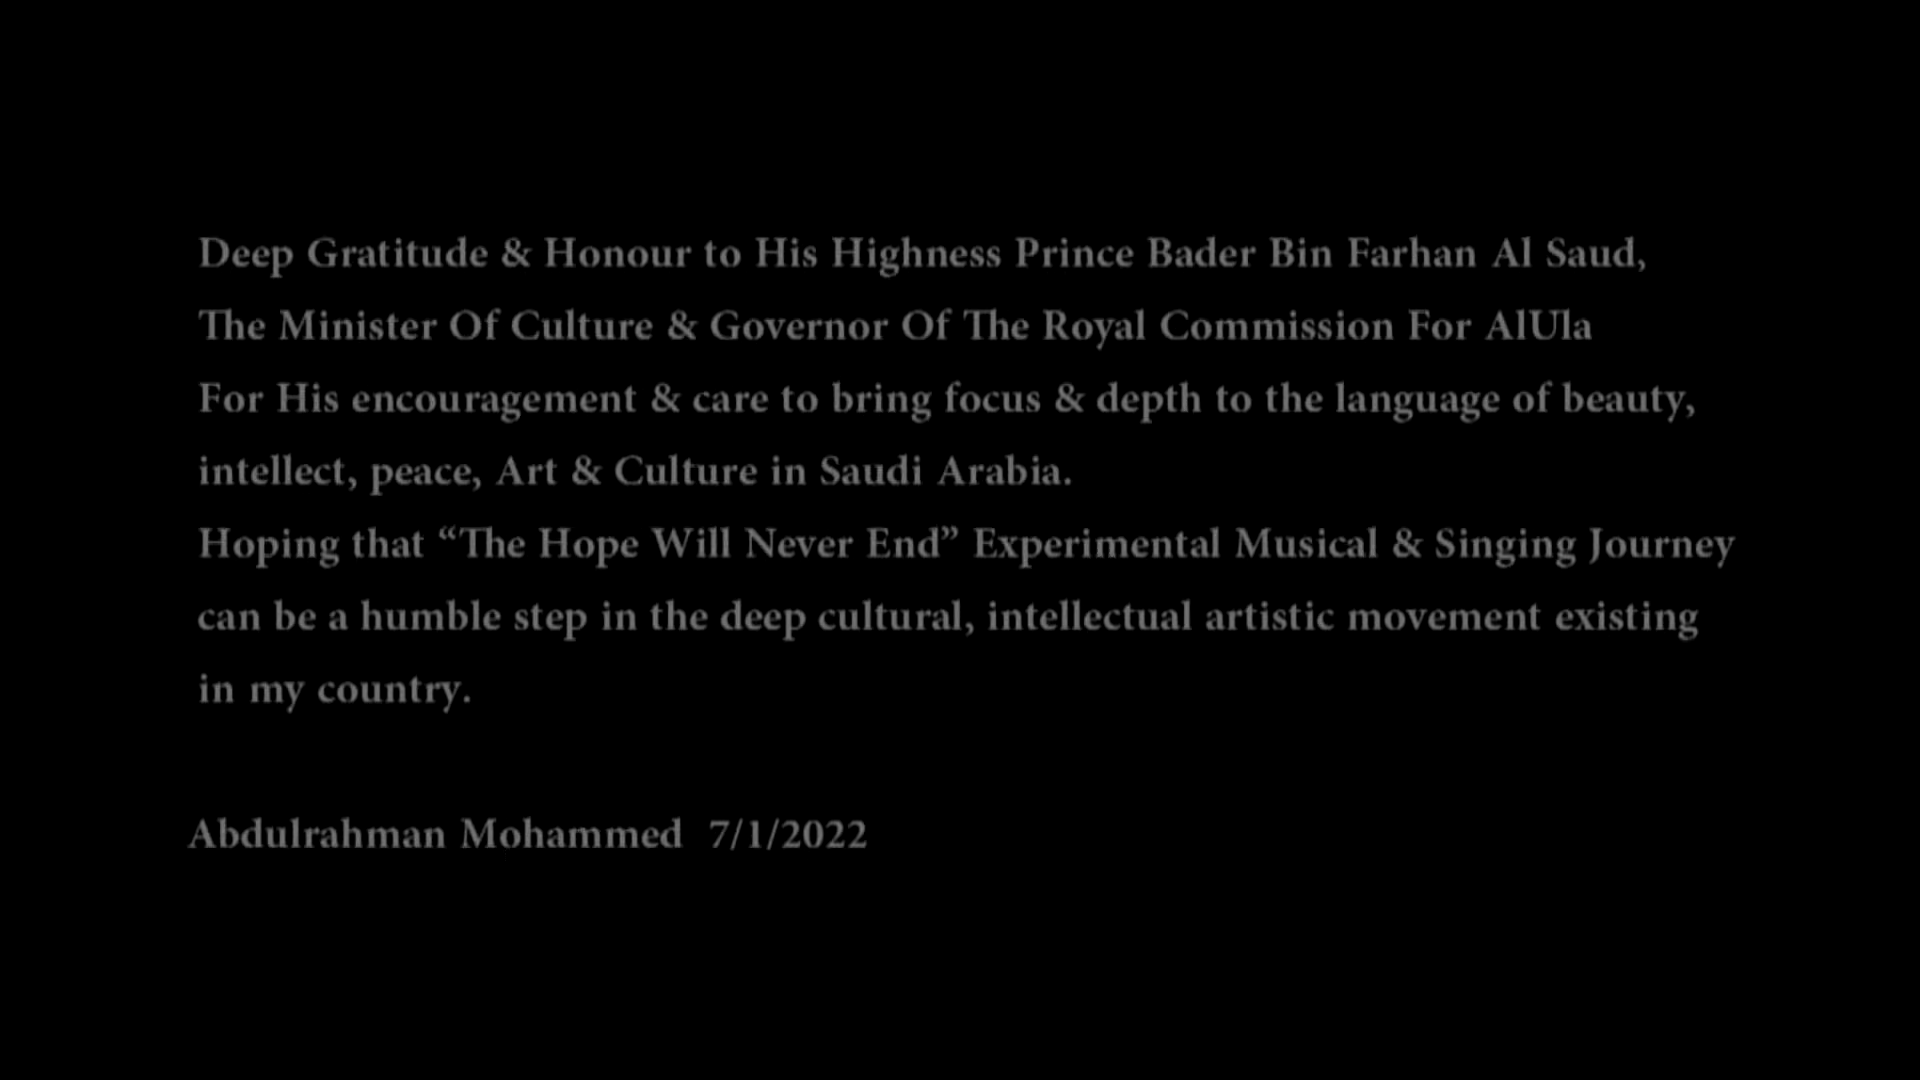 Deep Gratitude & Honour to His Highness Prince Bader Bin Farhan Al Saud,
The Minister Of Culture & Governor Of The Royal Commission For AlUla
For His encouragement & care to bring focus & depth to the language of beauty,
intellect, peace, Art & Culture in Saudi Arabia.
Hoping that “The Hope Will Never End” Experimental Musical & Singing Journey
can be a humble step in the deep cultural, intellectual artistic movement existing
in my country.
Abdulrahman Mohammed 7/1/2022